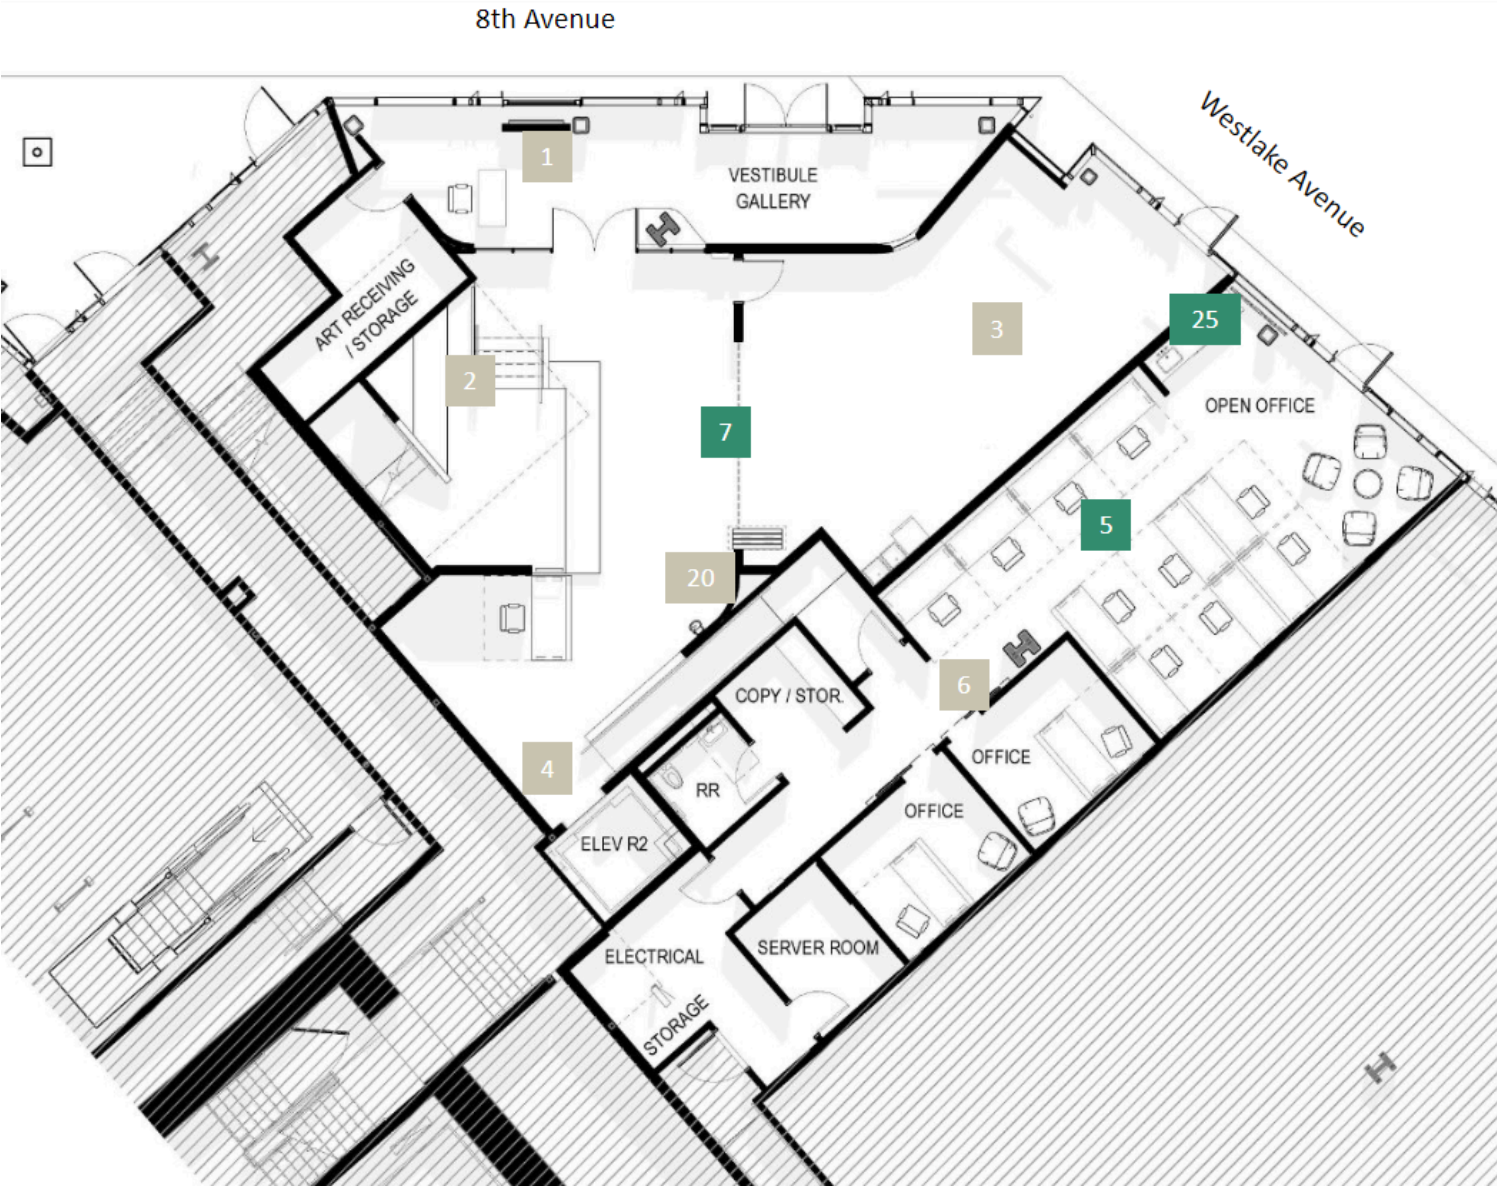 8th Avenue
Westlake Avenue
1
VESTIBULE
GALLERY
ART RECEIVING
/ STORAGE
2
3
25
OPEN OFFICE
7
5
20
6
COPY / STOR.
4
RR
OFFICE
OFFICE
ELEV R2
ELECTRICAL
SERVER ROOM
STORAGE